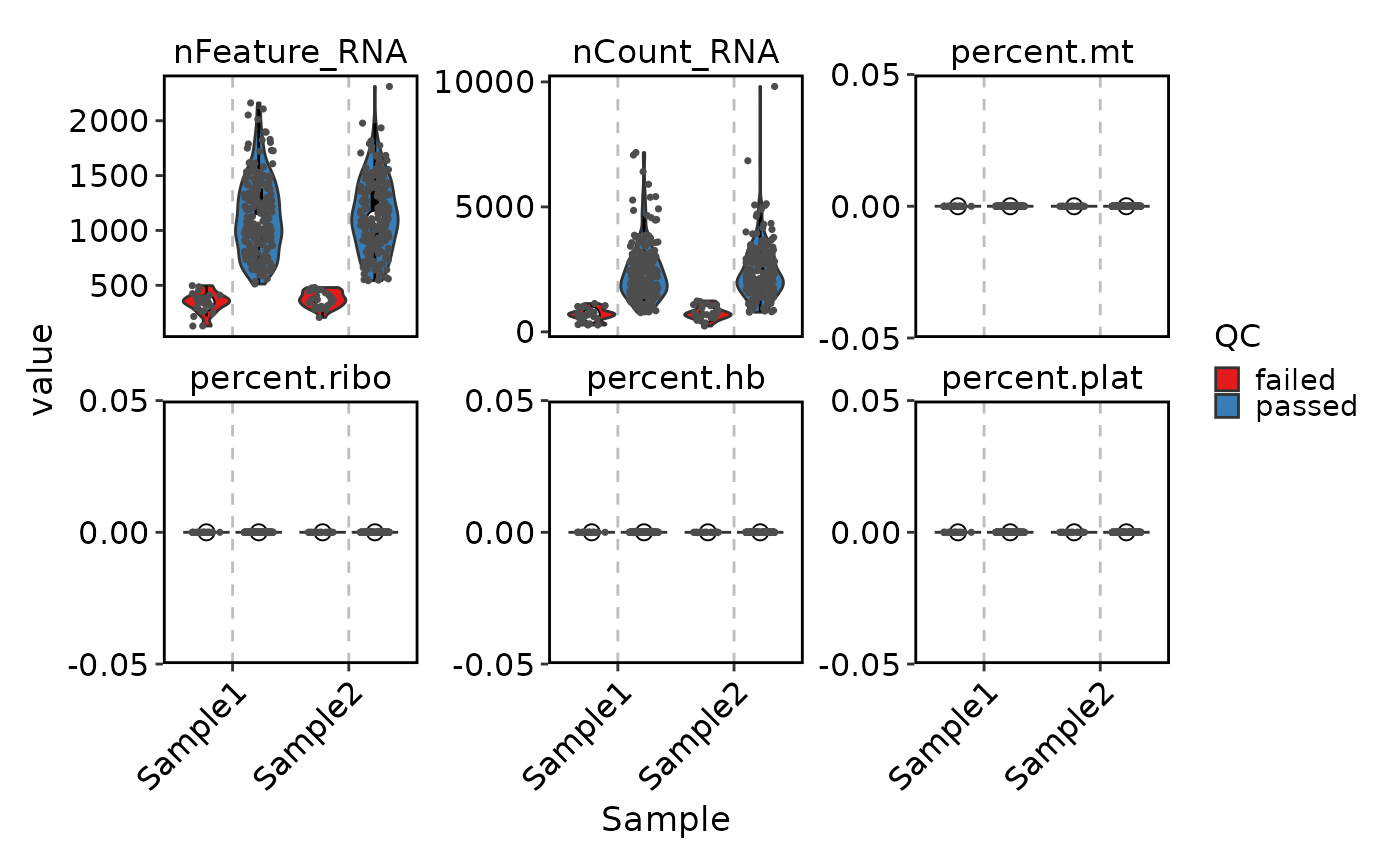 nFeature_RNA
nCount_RNA
percent.mt
2000
1500
1000
500
10000
5000
0
0.05
0.00
-0.05
value
percent.ribo
percent.hb
percent.plat
0.05
0.00
-0.05
0.05
0.00
-0.05
0.05
0.00
-0.05
Sample1
Sample2
Sample1
Sample2
Sample1
Sample2
Sample
QC
failed
passed